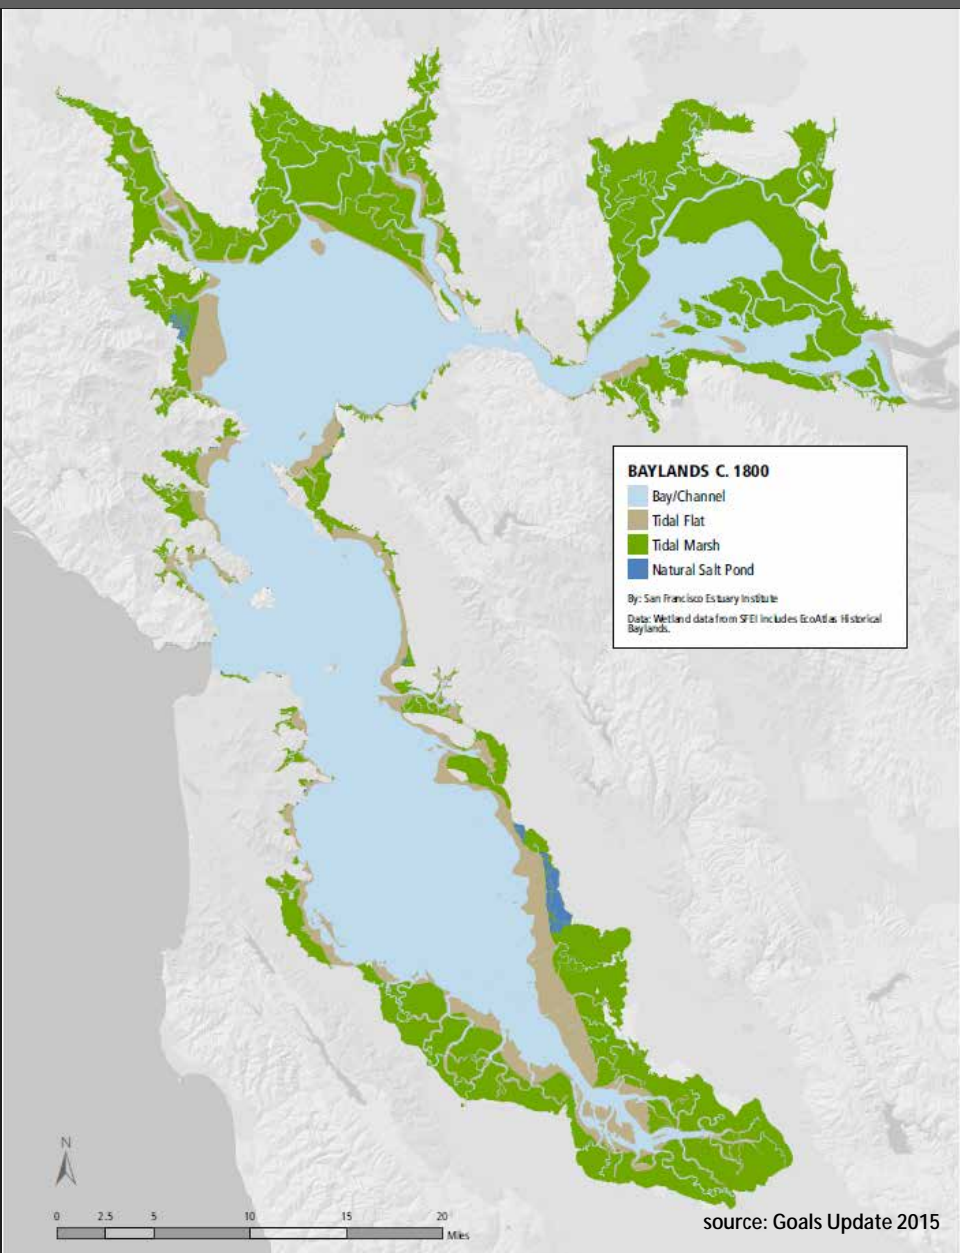 BAYLANDS C. 1800
Bay/Channel
Tidal Flat
Tidal Marsh
Natural Salt Pond
By: San Francisco Estuary Institute
Data: Wetland data from SFEI includes EcoAtlas Historical
Baylands.
N
0 2.5 5 10 15 20
Miles
source: Goals Update 2015